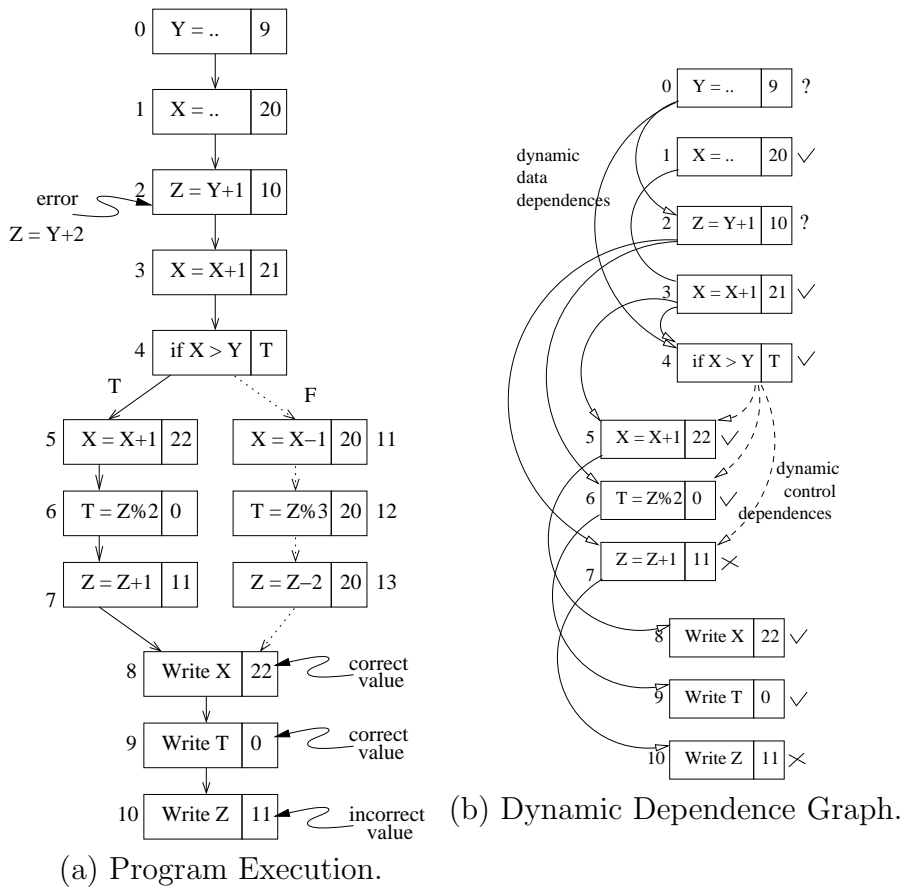 0 Y = .. 9
1 X = .. 20
2 Z = Y+1 10
error
Z = Y+2
3 X = X+1 21
4 if X > Y T
T
F
5 X = X+1 22
X = X−1 20 11
6 T = Z%2 0
T = Z%3 20 12
7 Z = Z+1 11
Z = Z−2 20 13
8 Write X 22
correct
value
9 Write T 0
correct
value
10 Write Z 11
incorrect
value
(a) Program Execution.
0 Y = .. 9 ?
dynamic
data
dependences
1 X = .. 20 ✓
2 Z = Y+1 10 ?
3 X = X+1 21 ✓
4 if X > Y T ✓
5 X = X+1 22 ✓
dynamic
control
dependences
6 T = Z%2 0 ✓
7 Z = Z+1 11 ✗
8 Write X 22 ✓
9 Write T 0 ✓
10 Write Z 11 ✗
(b) Dynamic Dependence Graph.